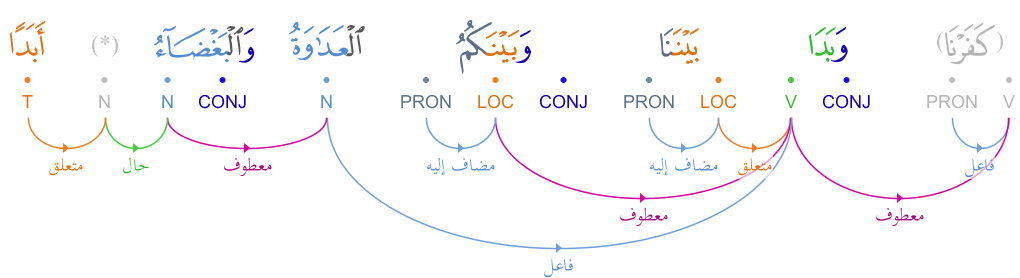 (كَفَرْنَا) وَبَدَا بَيْنَنَا وَبَيْنَكُمُ ٱلْعَدَٰوَةُ وَٱلْبَغْضَآءُ (*) أَبَدًا
V PRON CONJ V LOC PRON CONJ LOC PRON N CONJ N N T
فاعل مضاف إليه متعلق مضاف إليه معطوف حال متعلق
معطوف معطوف
فاعل